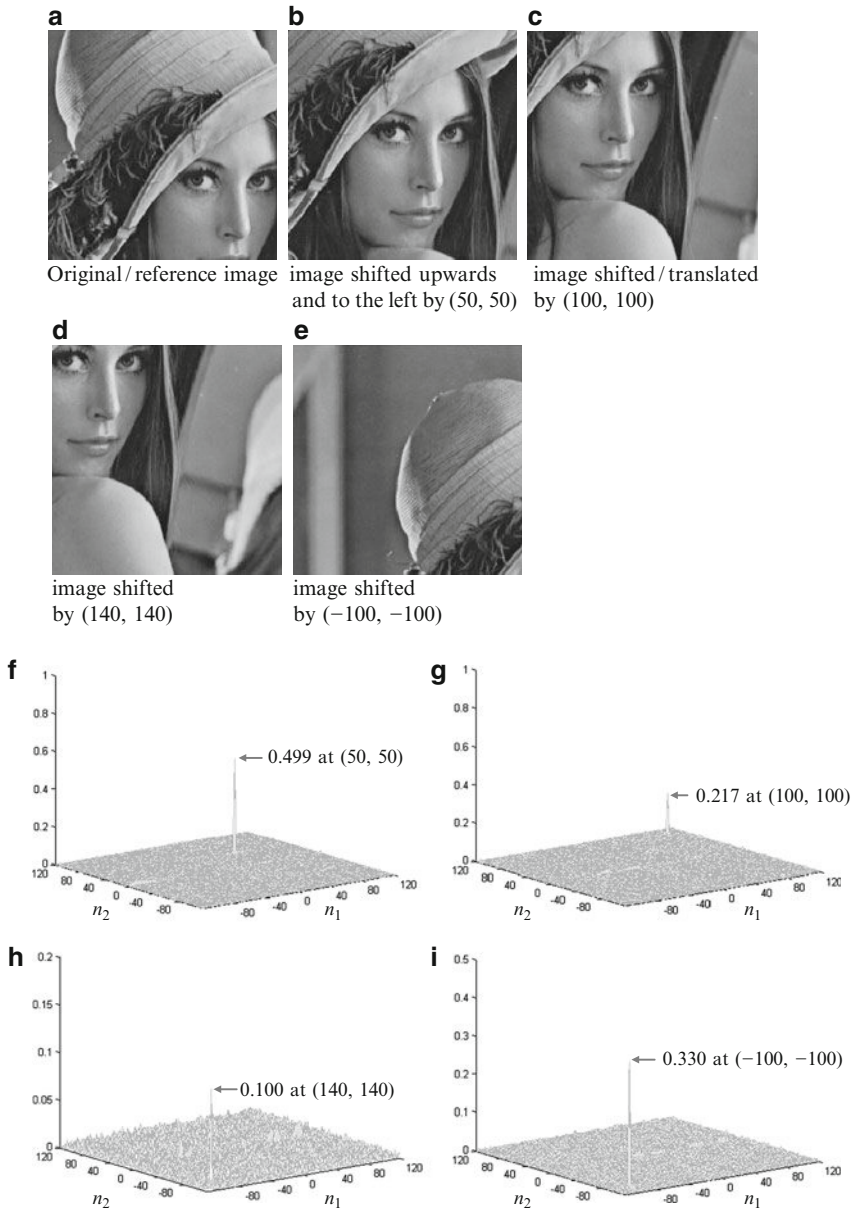 a
b
c
Original / reference image
image shifted upwards
and to the left by (50, 50)
image shifted / translated
by (100, 100)
d
e
image shifted
by (140, 140)
image shifted
by (−100, −100)
f
1
0.8
0.6
0.4
0.2
0
0.499 at (50, 50)
120
80
40
0
-40
-80
n2
-80
-40
0
40
80
120
n1
g
1
0.8
0.6
0.4
0.2
0
0.217 at (100, 100)
120
80
40
0
-40
-80
n2
-80
-40
0
40
80
120
n1
h
0.2
0.15
0.1
0.05
0
0.100 at (140, 140)
120
80
40
0
-40
-80
n2
-80
-40
0
40
80
120
n1
i
0.5
0.4
0.3
0.2
0.1
0
0.330 at (−100, −100)
120
80
40
0
-40
-80
n2
-80
-40
0
40
80
120
n1